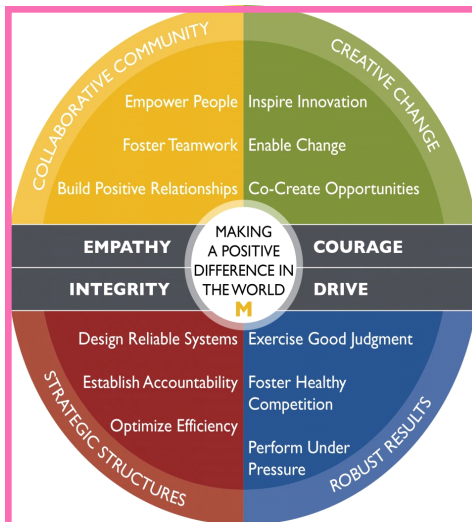 COLLABORATIVE COMMUNITY
CREATIVE CHANGE
Empower People
Inspire Innovation
Foster Teamwork
Enable Change
Build Positive Relationships
Co-Create Opportunities
EMPATHY
MAKING
A POSITIVE
DIFFERENCE IN
THE WORLD
M
COURAGE
INTEGRITY
DRIVE
Design Reliable Systems
Exercise Good Judgment
Establish Accountability
Foster Healthy
Competition
Optimize Efficiency
Perform Under
Pressure
STRATEGIC STRUCTURES
ROBUST RESULTS